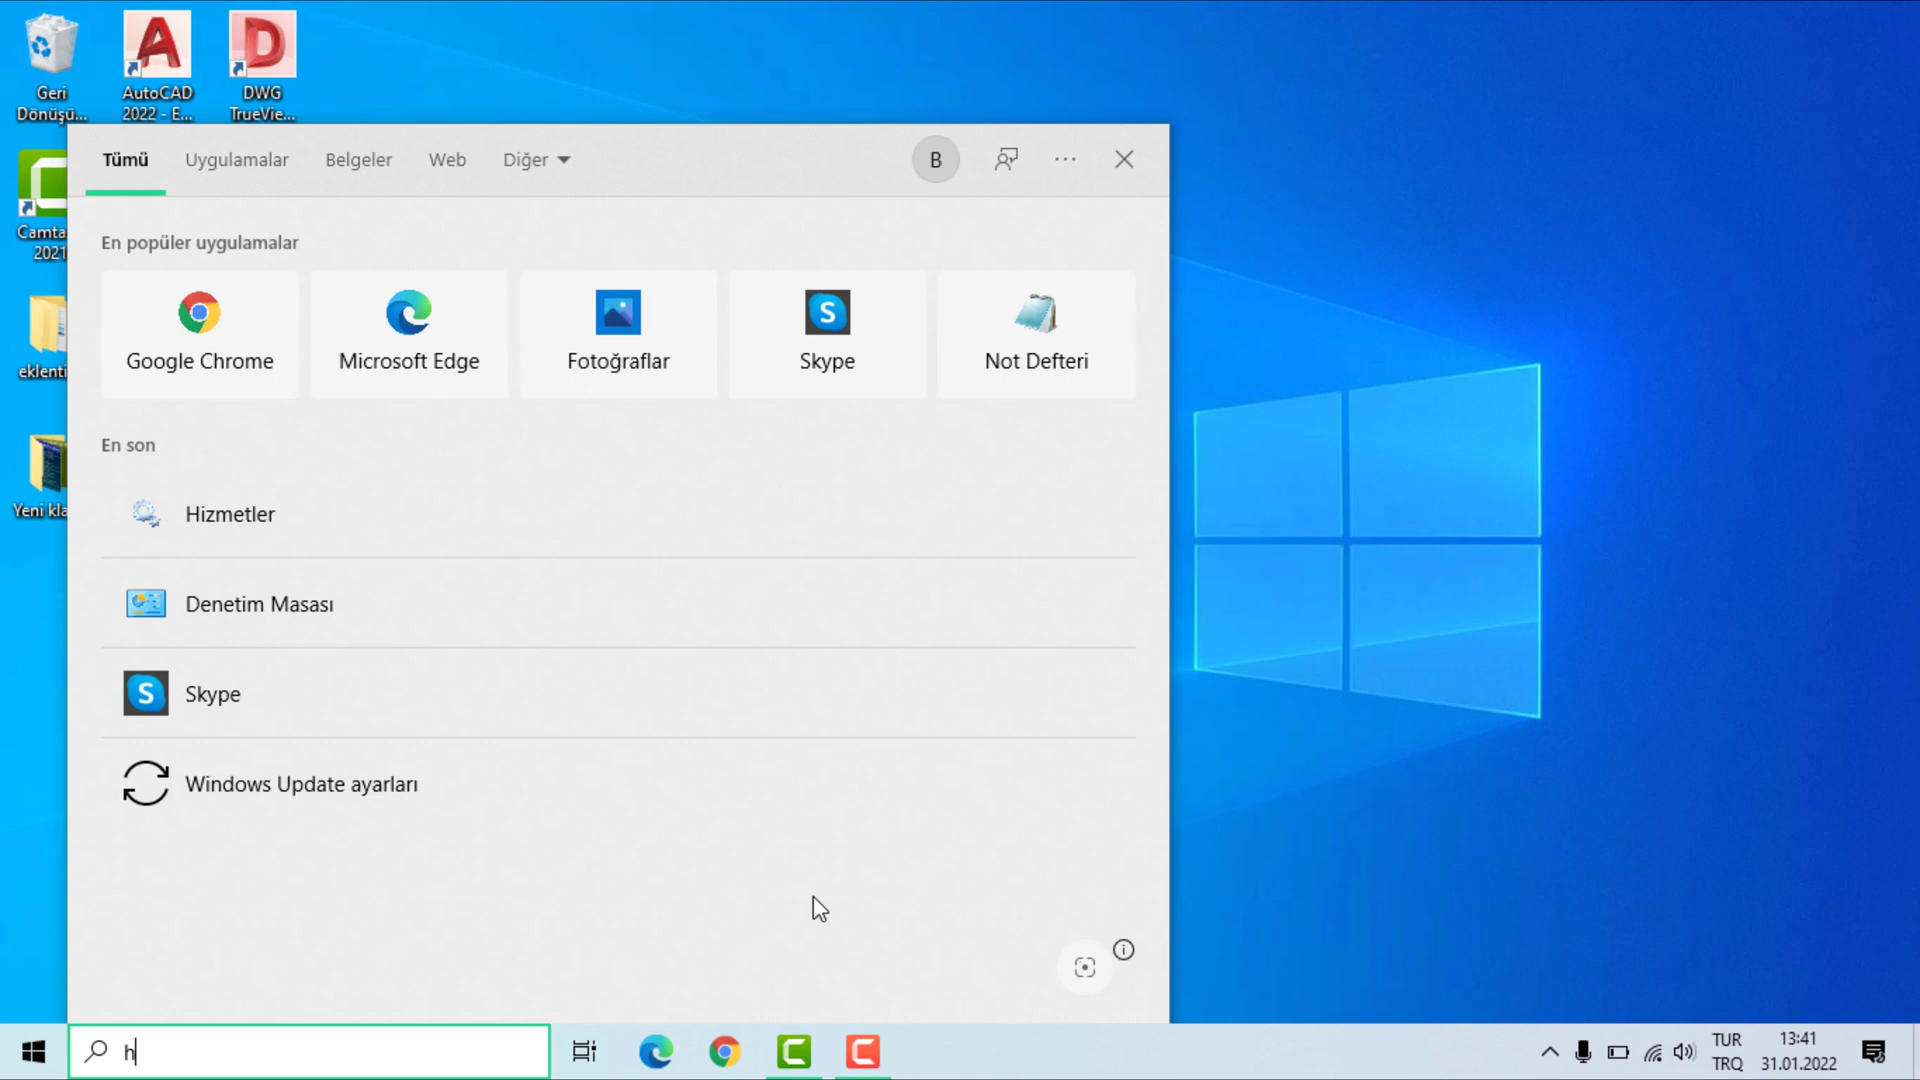 Geri
Dönüşü...
AutoCAD
2022 - E...
DWG
TrueVie...
Camta
2021
eklenti
Yeni kla
Tümü
Uygulamalar
Belgeler
Web
Diğer
B
En popüler uygulamalar
Google Chrome
Microsoft Edge
Fotoğraflar
Skype
Not Defteri
En son
Hizmetler
Denetim Masası
Skype
Windows Update ayarları
h
TUR
TRQ
13:41
31.01.2022